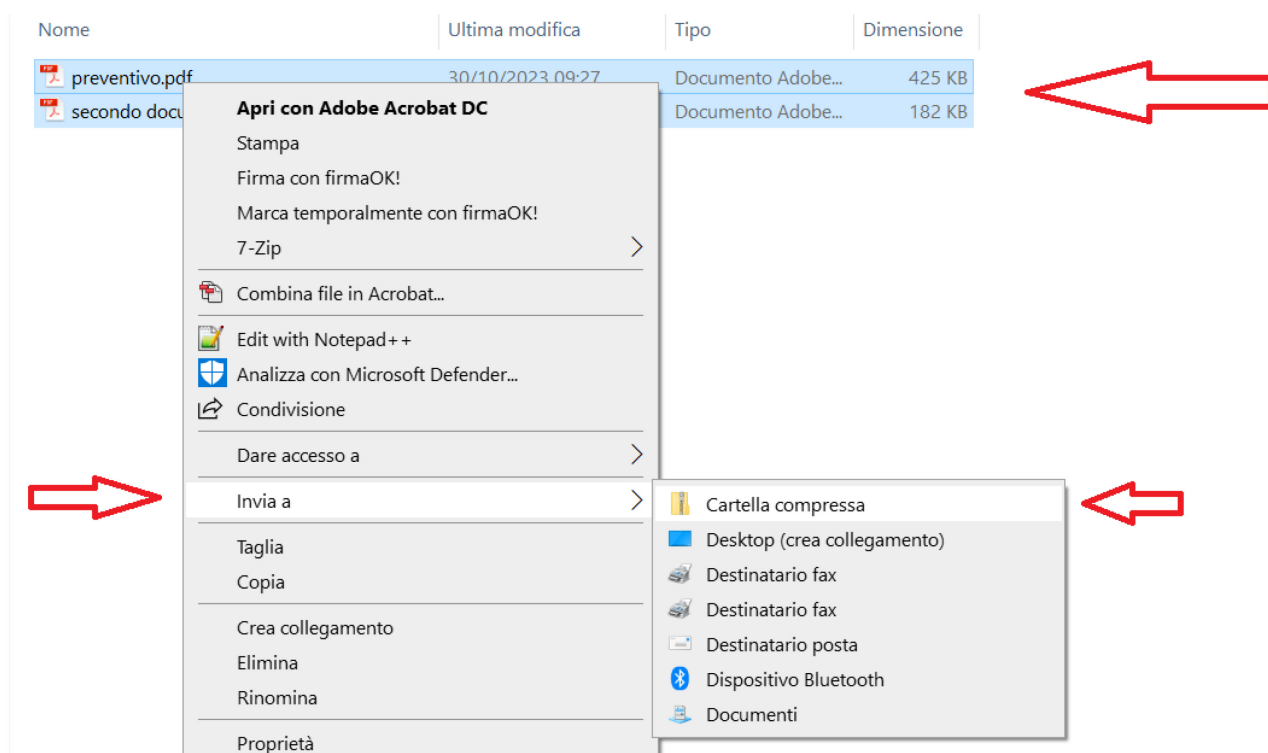 Nome Ultima modifica Tipo Dimensione
preventivo.pdf 30/10/2023 09:27 Documento Adobe... 425 KB
secondo docu Documento Adobe... 182 KB
Apri con Adobe Acrobat DC
Stampa
Firma con firmaOK!
Marca temporalmente con firmaOK!
7-Zip
Combina file in Acrobat...
Edit with Notepad++
Analizza con Microsoft Defender...
Condivisione
Dare accesso a
Invia a
Taglia
Copia
Crea collegamento
Elimina
Rinomina
Proprietà
Cartella compressa
Desktop (crea collegamento)
Destinatario fax
Destinatario fax
Destinatario posta
Dispositivo Bluetooth
Documenti